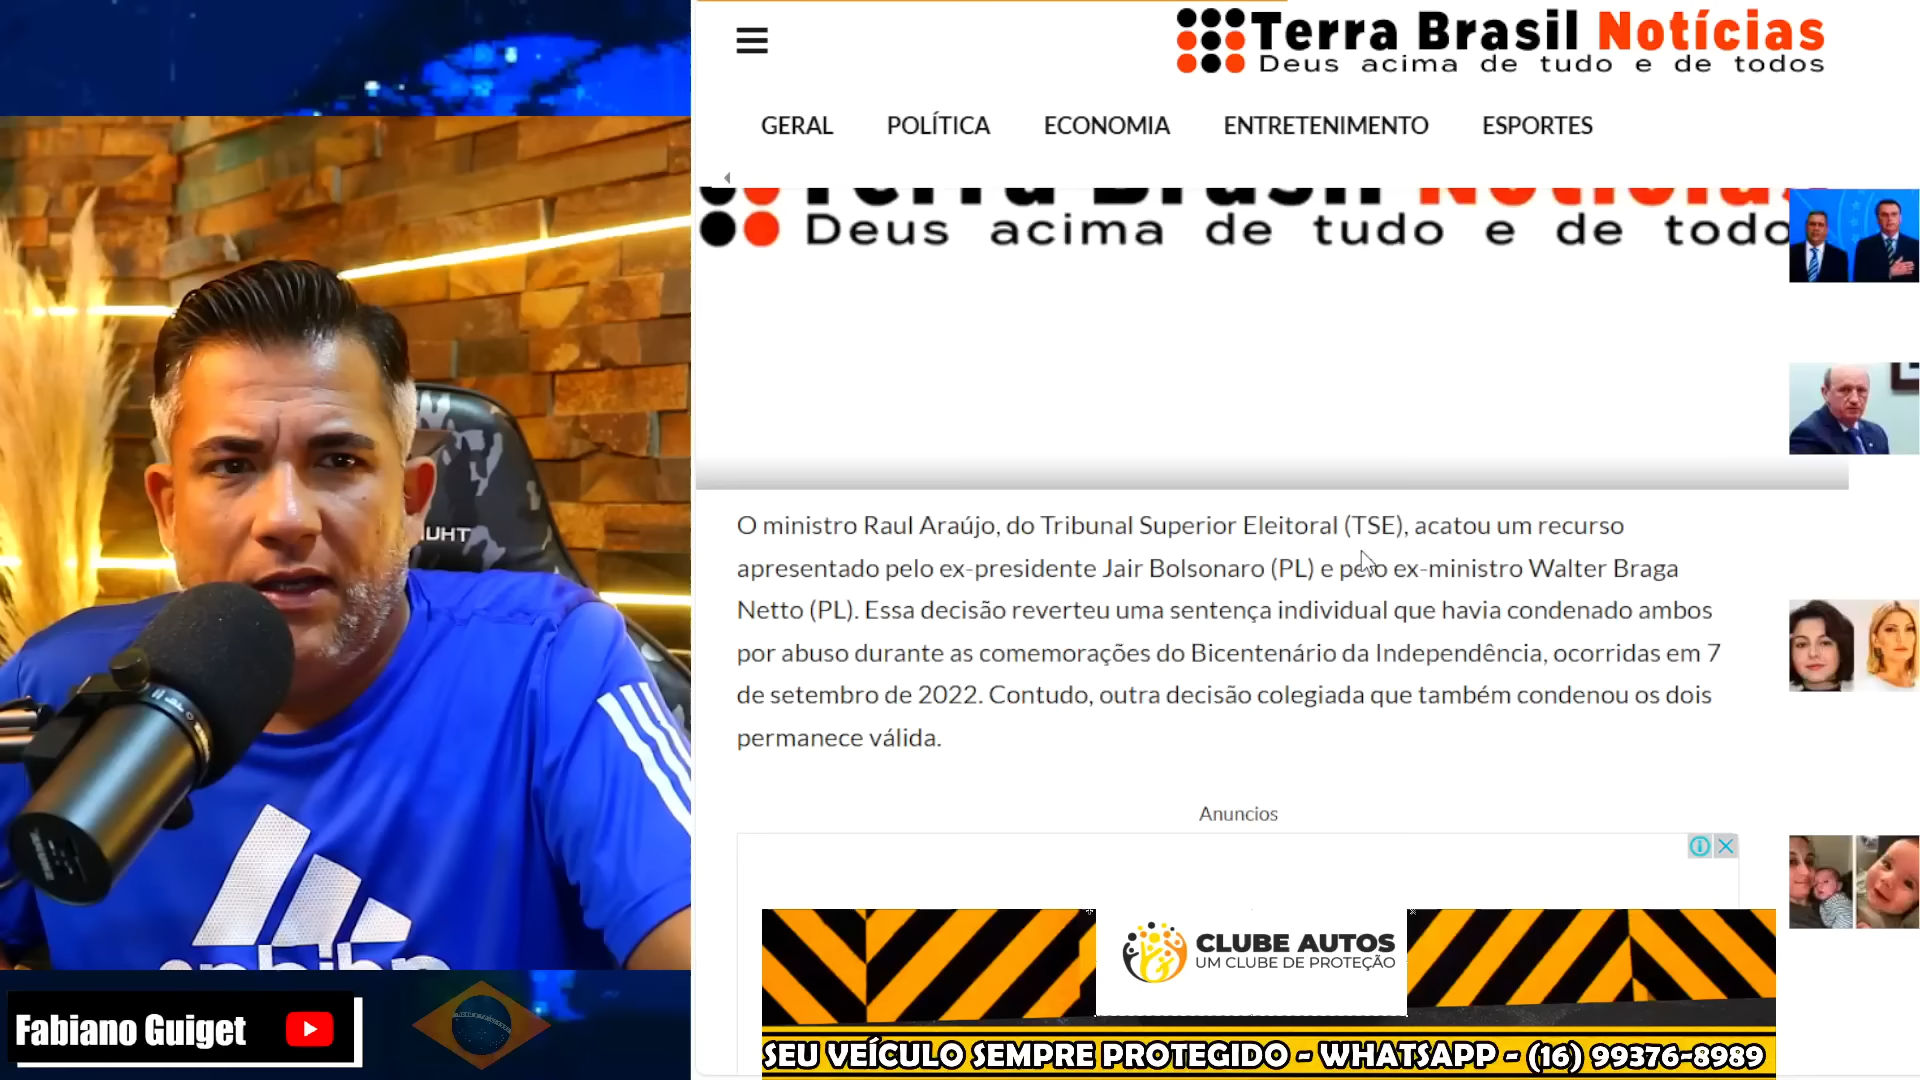 Terra Brasil Notícias
Deus acima de tudo e de todos
GERAL POLÍTICA ECONOMIA ENTRETENIMENTO ESPORTES
Terra Brasil Notícias
Deus acima de tudo e de todo
O ministro Raul Araújo, do Tribunal Superior Eleitoral (TSE), acatou um recurso
apresentado pelo ex-presidente Jair Bolsonaro (PL) e pelo ex-ministro Walter Braga
Netto (PL). Essa decisão reverteu uma sentença individual que havia condenado ambos
por abuso durante as comemorações do Bicentenário da Independência, ocorridas em 7
de setembro de 2022. Contudo, outra decisão colegiada que também condenou os dois
permanece válida.
Anuncios
CLUBE AUTOS
UM CLUBE DE PROTEÇÃO
SEU VEÍCULO SEMPRE PROTEGIDO - WHATSAPP - (16) 99376-8989
Fabiano Guiget